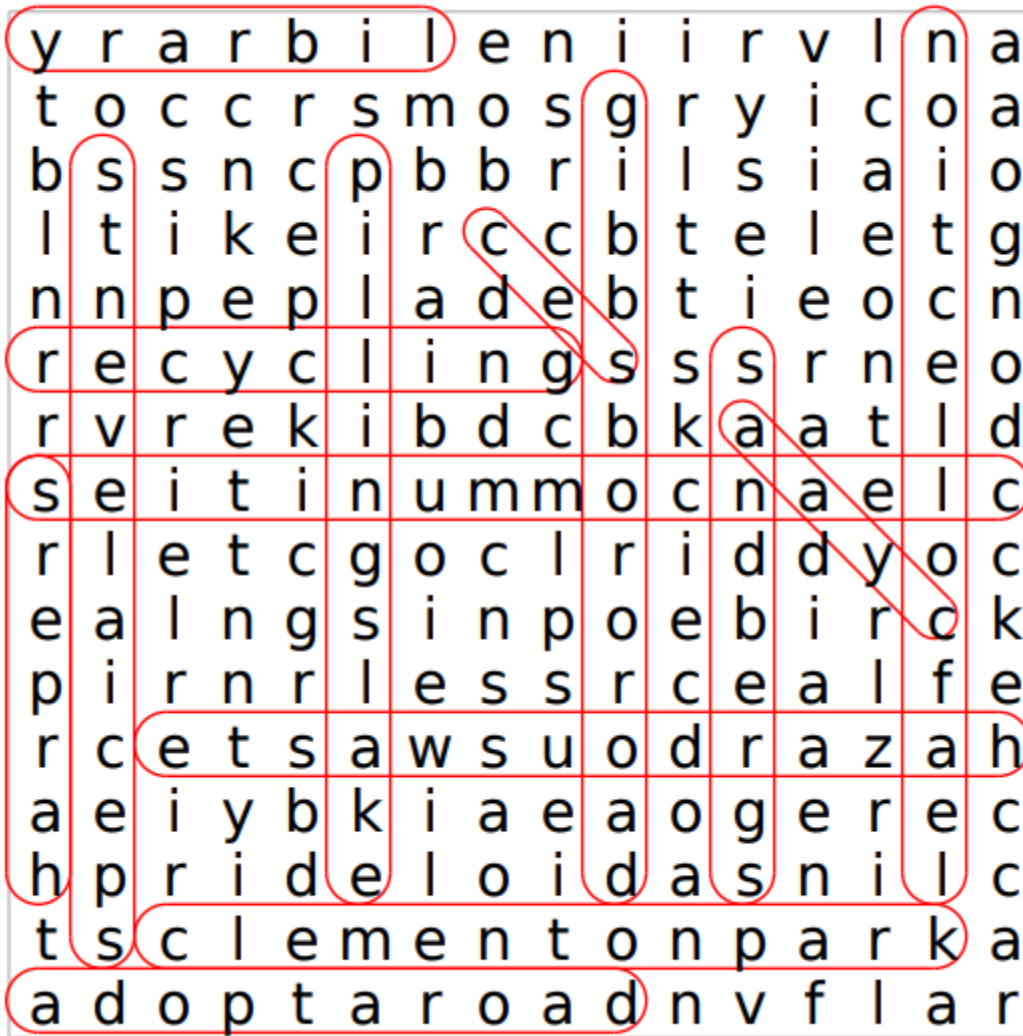 y r a r b i l e n i i r v l n a
t o c c r s m o s g r y i c o a
b s s n c p b b r i l s i a i o
l t i k e i r c c b t e l e t g
n n p e p l a d e b t i e o c n
r e c y c l i n g s s s r n e o
r v r e k i b d c b k a a t l d
s e i t i n u m m o c n a e l c
r l e t c g o c l r i d d y o c
e a l n g s i n p o e b i r c k
p i r n r l e s s r c e a l f e
r c e t s a w s u o d r a z a h
a e i y b k i a e a o g e r e c
h p r i d e l o i d a s n i l c
t s c l e m e n t o n p a r k a
a d o p t a r o a d n v f l a r